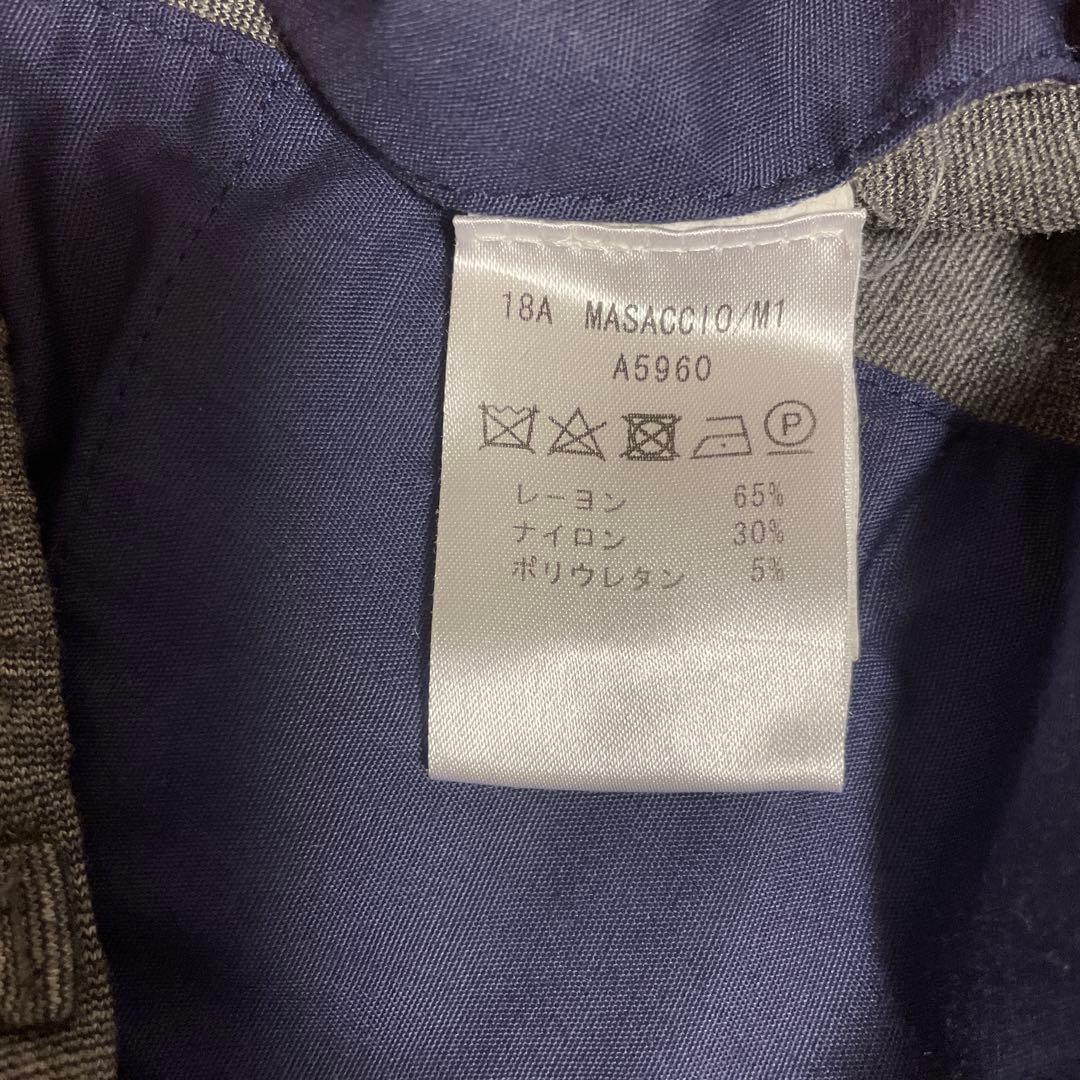 18A MASACCIO/M1
A5960
P
レーヨン 65%
ナイロン 30%
ポリウレタン 5%